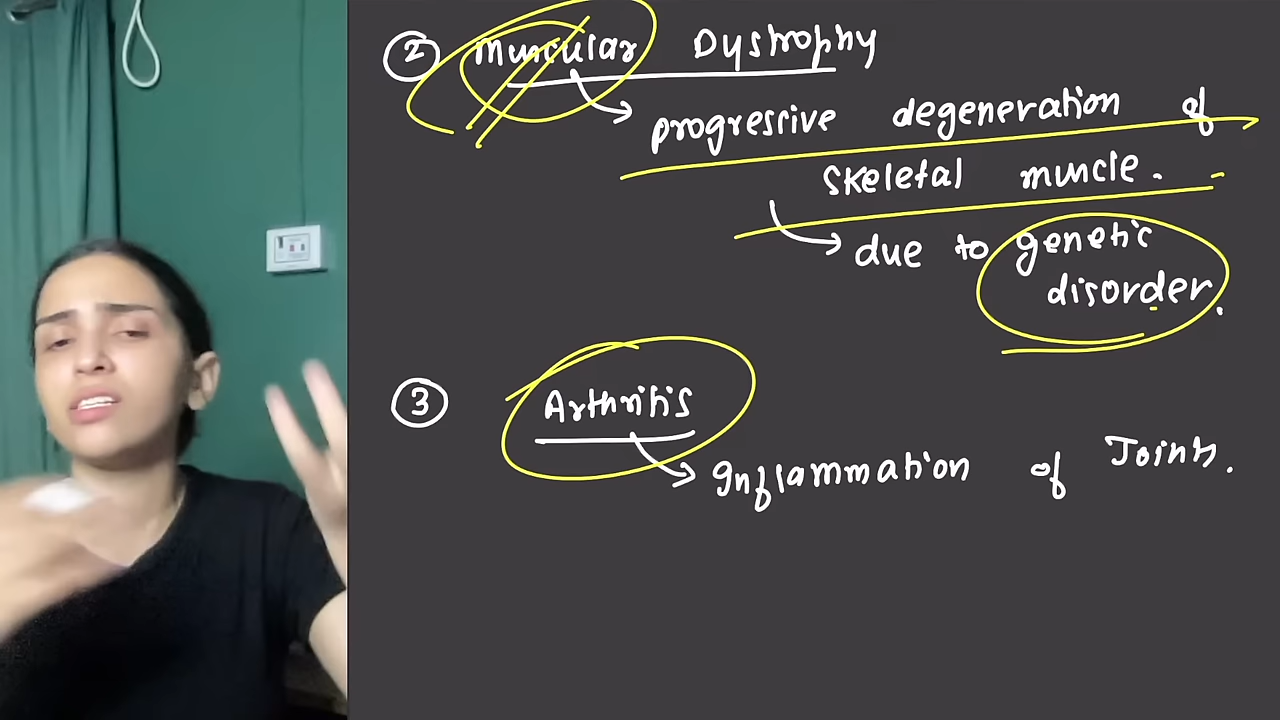 2 Muscular Dystrophy
progressive degeneration of
skeletal muscle.
due to genetic
disorder.
3 Arthritis
Inflammation of Joints.